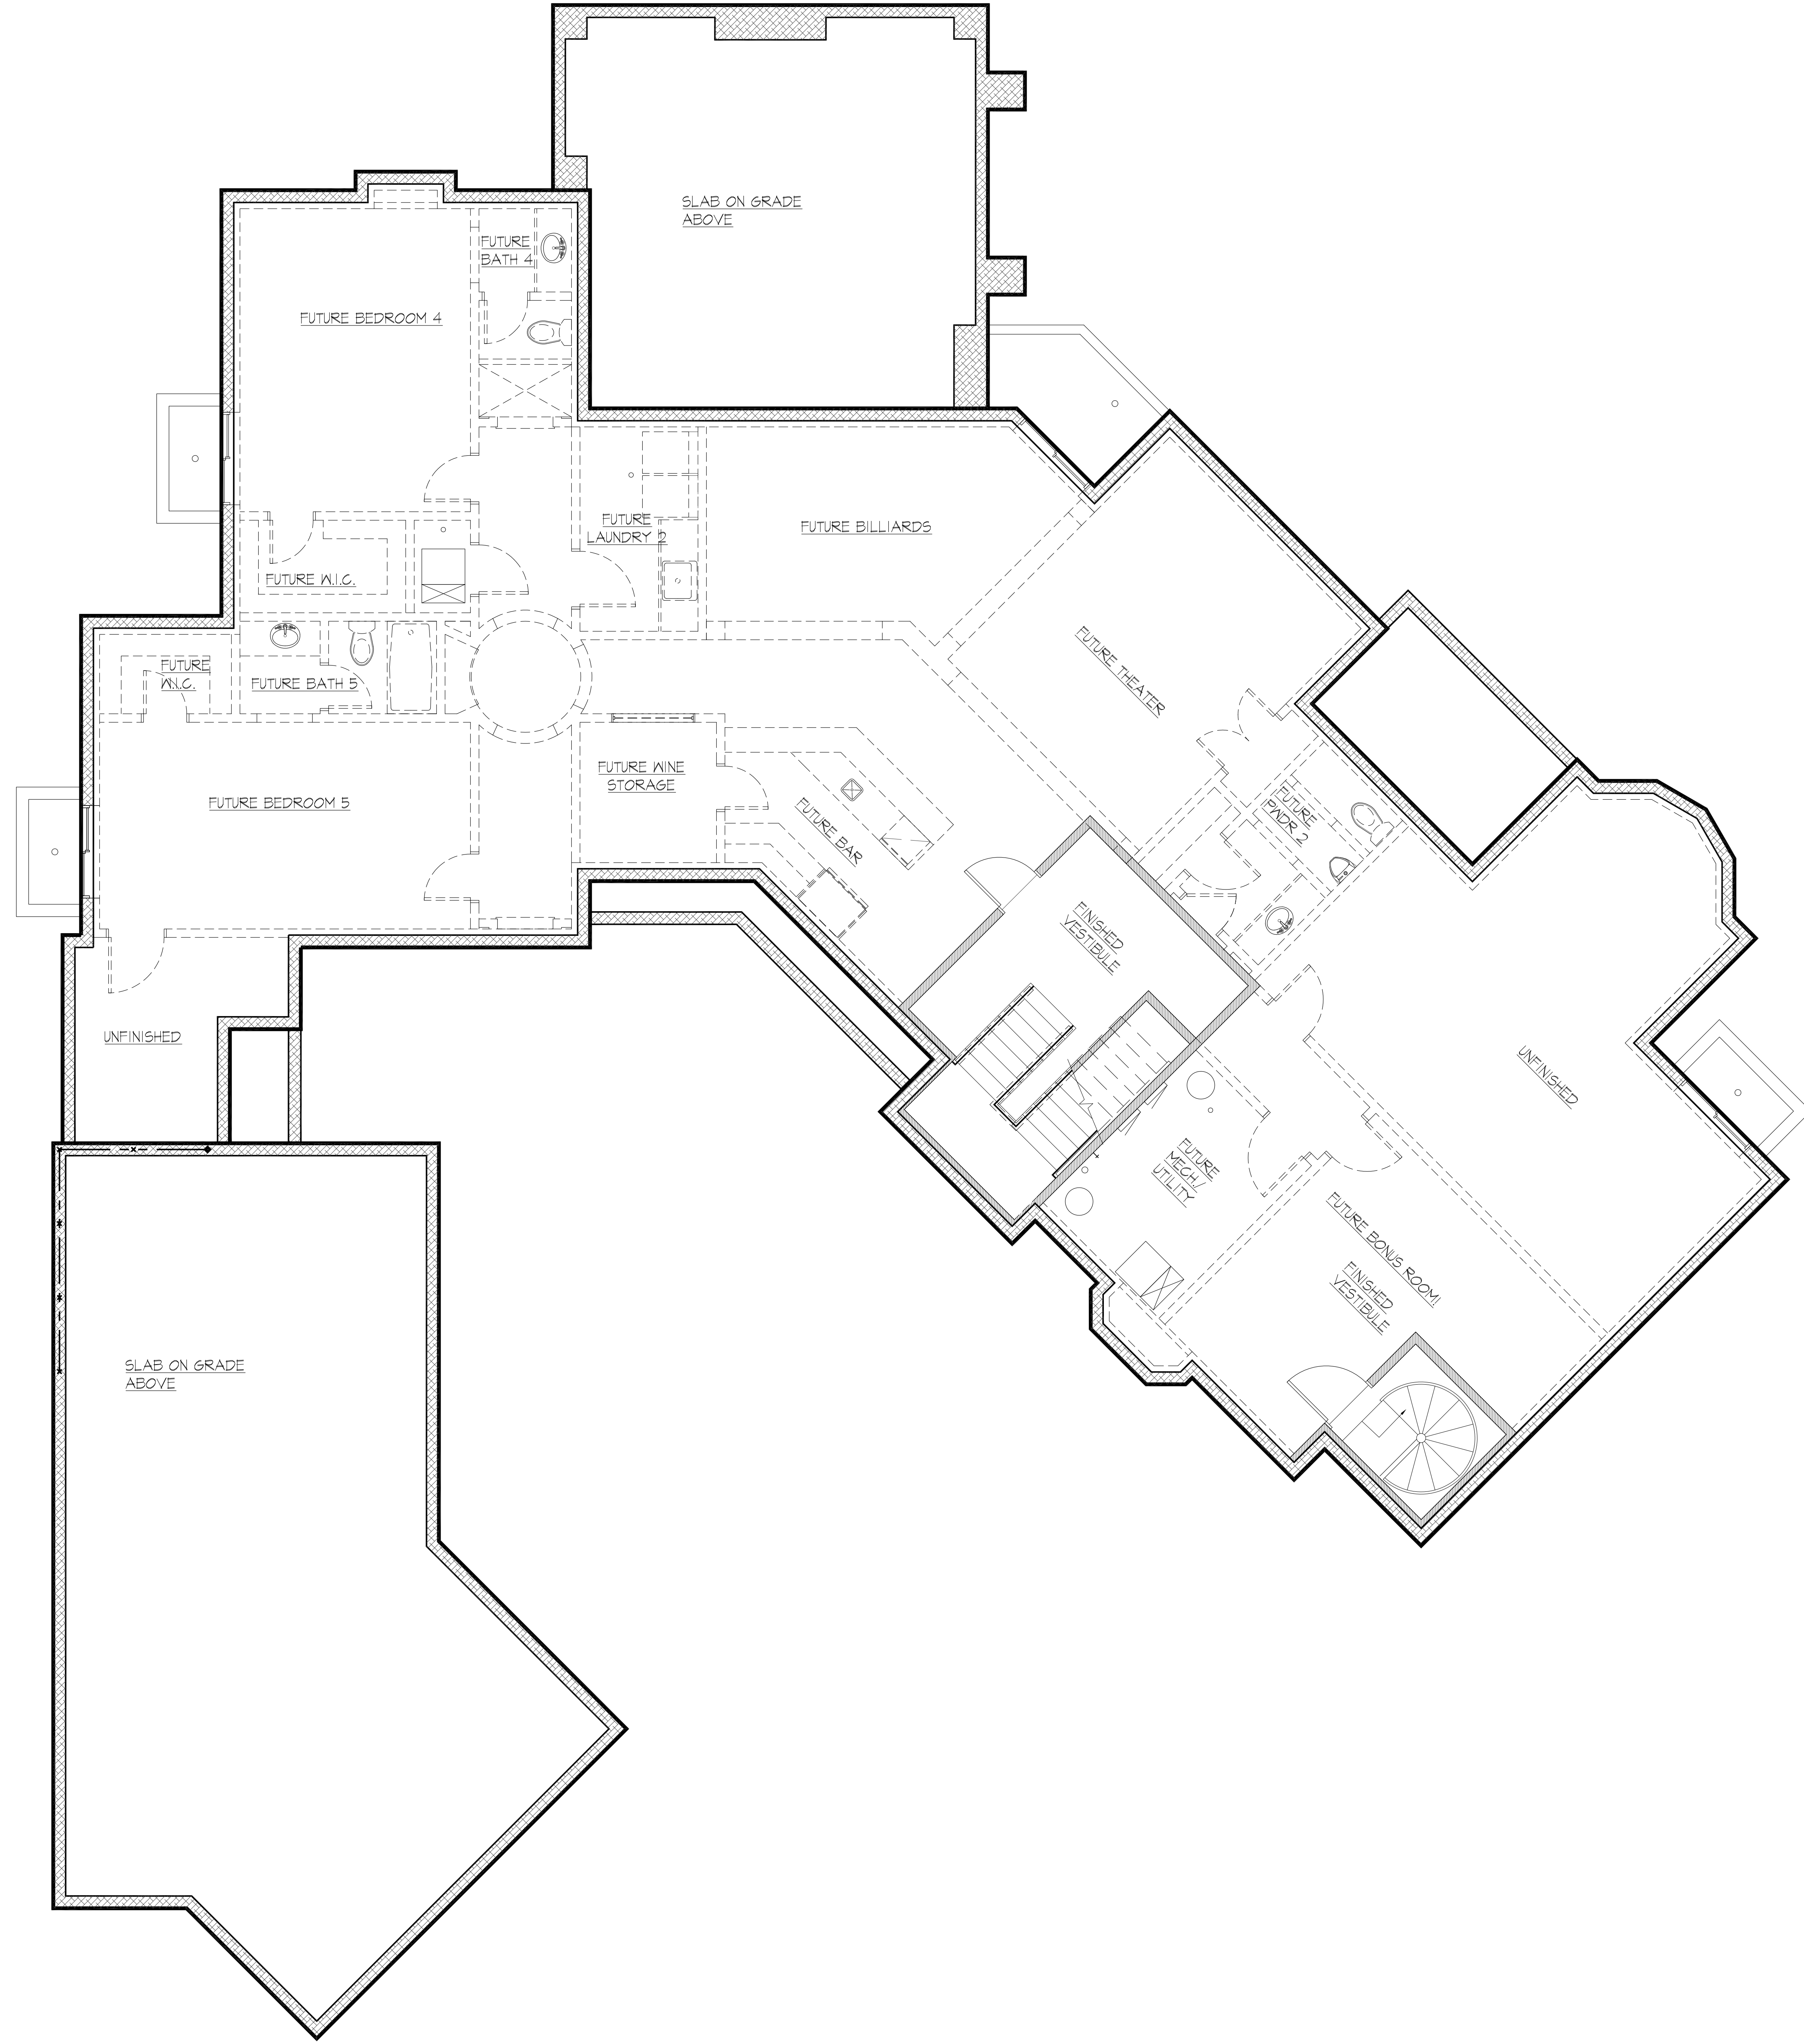 SLAB ON GRADE
ABOVE
FUTURE
BATH 4
FUTURE BEDROOM 4
FUTURE
LAUNDRY 2
FUTURE BILLIARDS
FUTURE W.I.C.
FUTURE THEATER
FUTURE
W.I.C.
FUTURE BATH 5
FUTURE WINE
STORAGE
FUTURE BEDROOM 5
FUTURE BAR
FUTURE
PWDR 2
FINISHED
VESTIBULE
UNFINISHED
UNFINISHED
FUTURE
MECH./
UTILITY
FUTURE BONUS ROOM!
FINISHED
VESTIBULE
SLAB ON GRADE
ABOVE